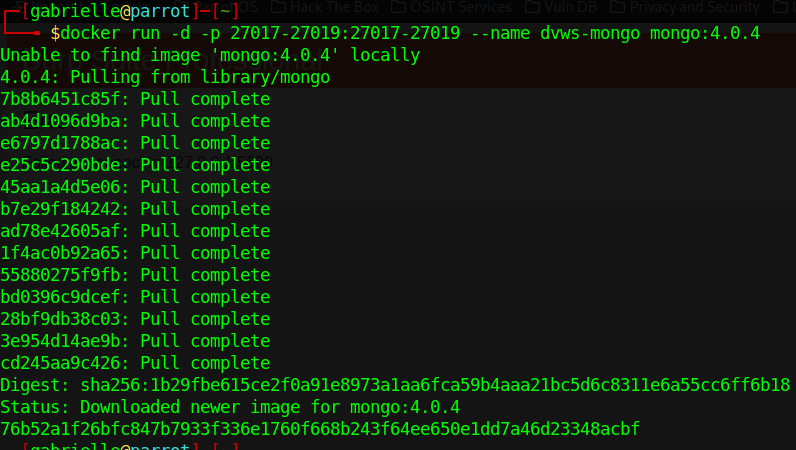 OS Hack The Box OSINT Services Vuln DB Privacy and Security
┌─[gabrielle@parrot]─[~]
└──╼ $docker run -d -p 27017-27019:27017-27019 --name dvws-mongo mongo:4.0.4
Unable to find image 'mongo:4.0.4' locally
4.0.4: Pulling from library/mongo
7b8b6451c85f: Pull complete
ab4d1096d9ba: Pull complete
e6797d1788ac: Pull complete
e25c5c290bde: Pull complete
45aa1a4d5e06: Pull complete
b7e29f184242: Pull complete
ad78e42605af: Pull complete
1f4ac0b92a65: Pull complete
55880275f9fb: Pull complete
bd0396c9dcef: Pull complete
28bf9db38c03: Pull complete
3e954d14ae9b: Pull complete
cd245aa9c426: Pull complete
Digest: sha256:1b29fbe615ce2f0a91e8973a1aa6fca59b4aaa21bc5d6c8311e6a55cc6ff6b18
Status: Downloaded newer image for mongo:4.0.4
76b52a1f26bfc847b7933f336e1760f668b243f64ee650e1dd7a46d23348acbf
┌─[gabrielle@parrot]─[~]